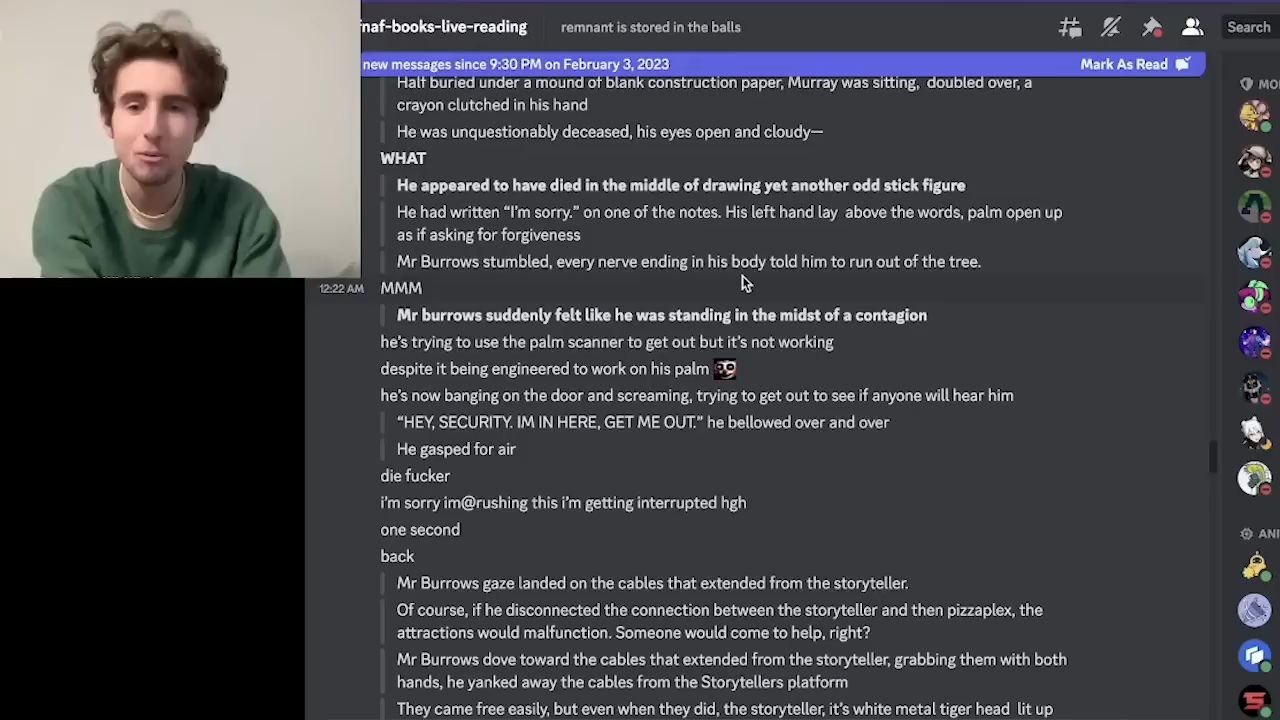 fnaf-books-live-reading
remnant is stored in the balls
Search
new messages since 9:30 PM on February 3, 2023
Mark As Read
Half buried under a mound of blank construction paper, Murray was sitting, doubled over, a
crayon clutched in his hand
He was unquestionably deceased, his eyes open and cloudy—
WHAT
He appeared to have died in the middle of drawing yet another odd stick figure
He had written “I’m sorry.” on one of the notes. His left hand lay above the words, palm open up
as if asking for forgiveness
Mr Burrows stumbled, every nerve ending in his body told him to run out of the tree.
12:22 AM MMM
Mr burrows suddenly felt like he was standing in the midst of a contagion
he’s trying to use the palm scanner to get out but it’s not working
despite it being engineered to work on his palm
he’s now banging on the door and screaming, trying to get out to see if anyone will hear him
“HEY, SECURITY. IM IN HERE, GET ME OUT.” he bellowed over and over
He gasped for air
die fucker
i’m sorry im@rushing this i’m getting interrupted hgh
one second
back
Mr Burrows gaze landed on the cables that extended from the storyteller.
Of course, if he disconnected the connection between the storyteller and then pizzaplex, the
attractions would malfunction. Someone would come to help, right?
Mr Burrows dove toward the cables that extended from the storyteller, grabbing them with both
hands, he yanked away the cables from the Storytellers platform
They came free easily, but even when they did, the storyteller, it’s white metal tiger head lit up
MO
ANI